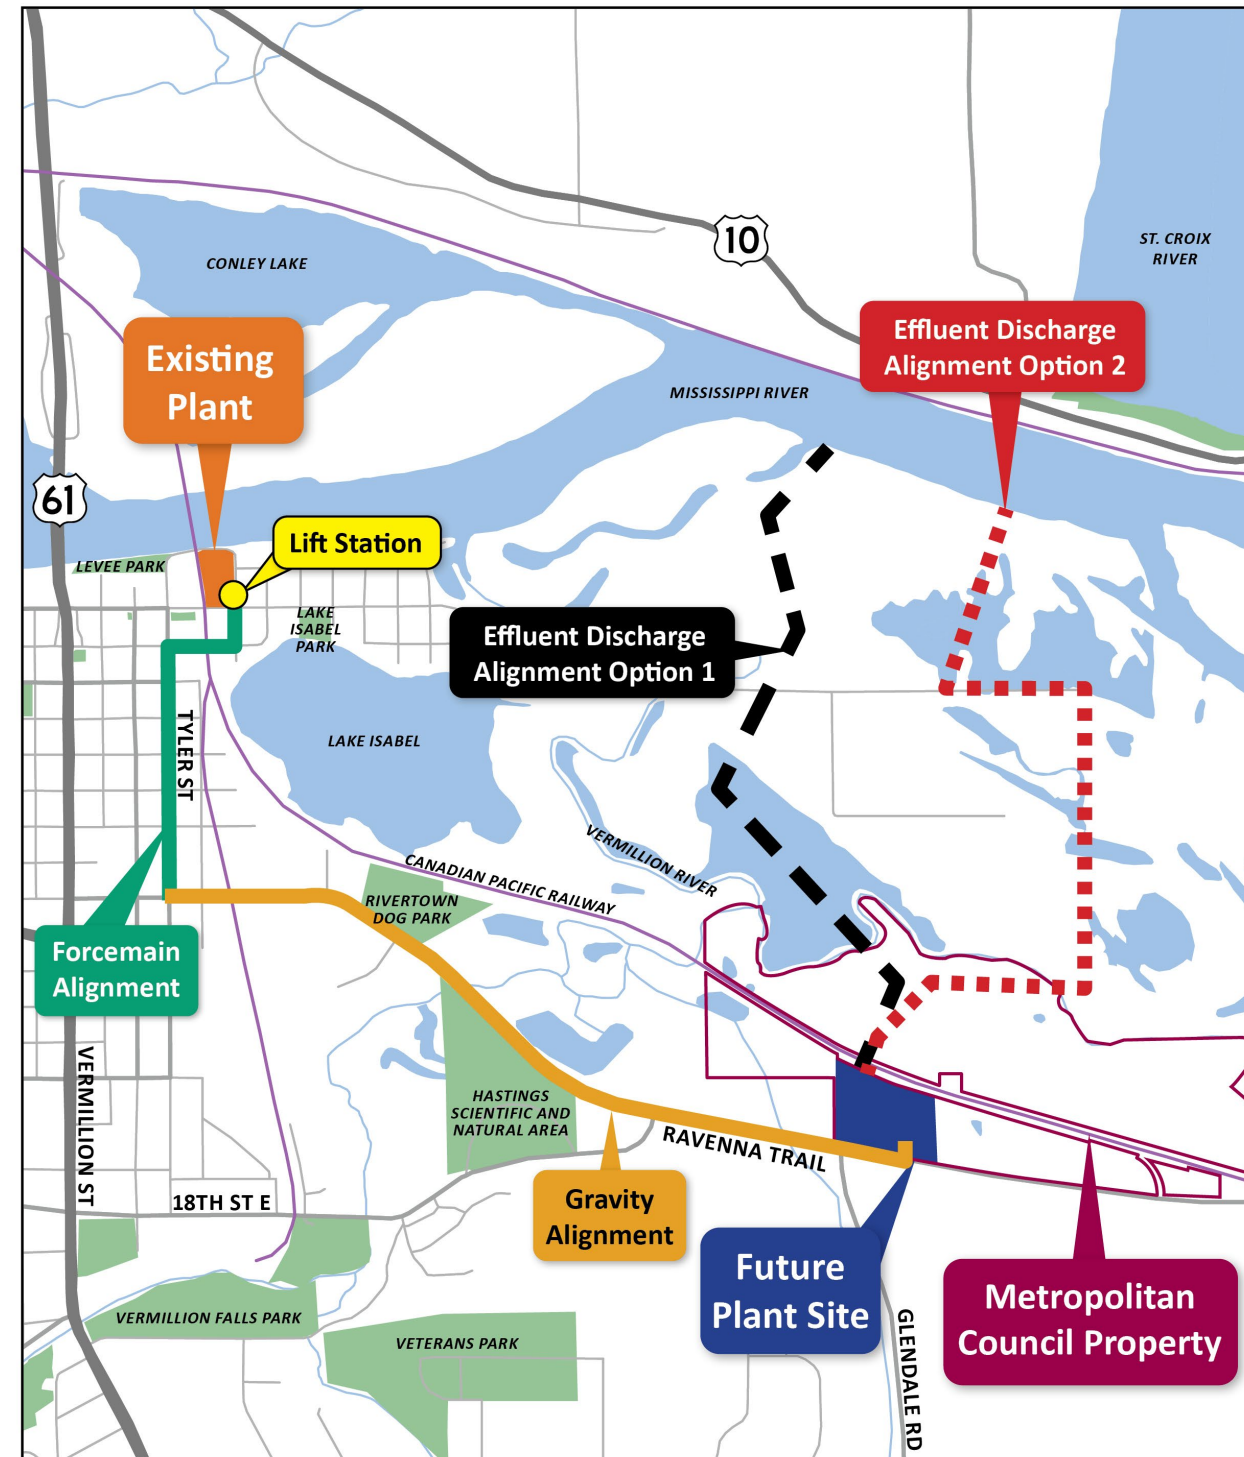 10
ST. CROIX
RIVER
CONLEY LAKE
Existing
Plant
Effluent Discharge
Alignment Option 2
MISSISSIPPI RIVER
61
Lift Station
LEVEE PARK
LAKE
ISABEL
PARK
Effluent Discharge
Alignment Option 1
TYLER ST
LAKE ISABEL
VERMILLION RIVER
CANADIAN PACIFIC RAILWAY
RIVERTOWN
DOG PARK
Forcemain
Alignment
VERMILLION ST
HASTINGS
SCIENTIFIC AND
NATURAL AREA
RAVENNA TRAIL
18TH ST E
Gravity
Alignment
Future
Plant Site
Metropolitan
Council Property
VERMILLION FALLS PARK
VETERANS PARK
GLENDALE RD